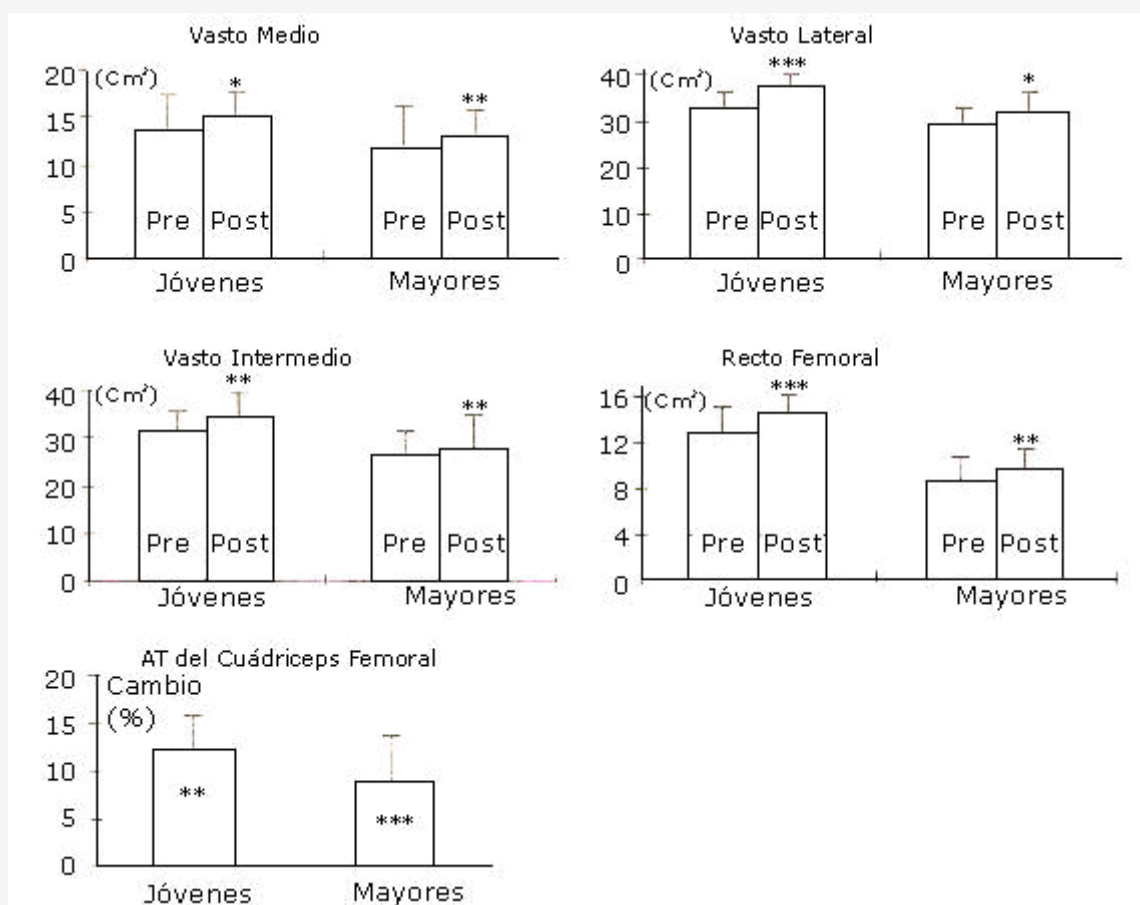 Vasto Medio
20
(Cm²)
*
**
15
10
5
Pre
Post
Pre
Post
0
Jóvenes
Mayores
Vasto Lateral
40
(Cm²)
***
*
30
20
10
Pre
Post
Pre
Post
0
Jóvenes
Mayores
Vasto Intermedio
40
(Cm²)
**
**
30
20
10
Pre
Post
Pre
Post
0
Jóvenes
Mayores
Recto Femoral
16
(Cm²)
***
**
12
8
4
Pre
Post
Pre
Post
0
Jóvenes
Mayores
AT del Cuádriceps Femoral
20
Cambio
(%)
15
10
**
***
5
0
Jóvenes
Mayores